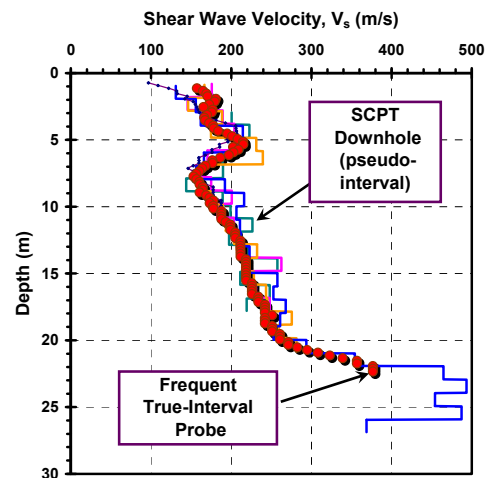 Shear Wave Velocity, Vs (m/s)
0 100 200 300 400 500
0
5
10
15
20
25
30
Depth (m)
SCPT
Downhole
(pseudo-
interval)
Frequent
True-Interval
Probe